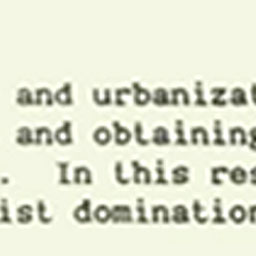 and urbanizat
and obtaining
. In this res
ist domination